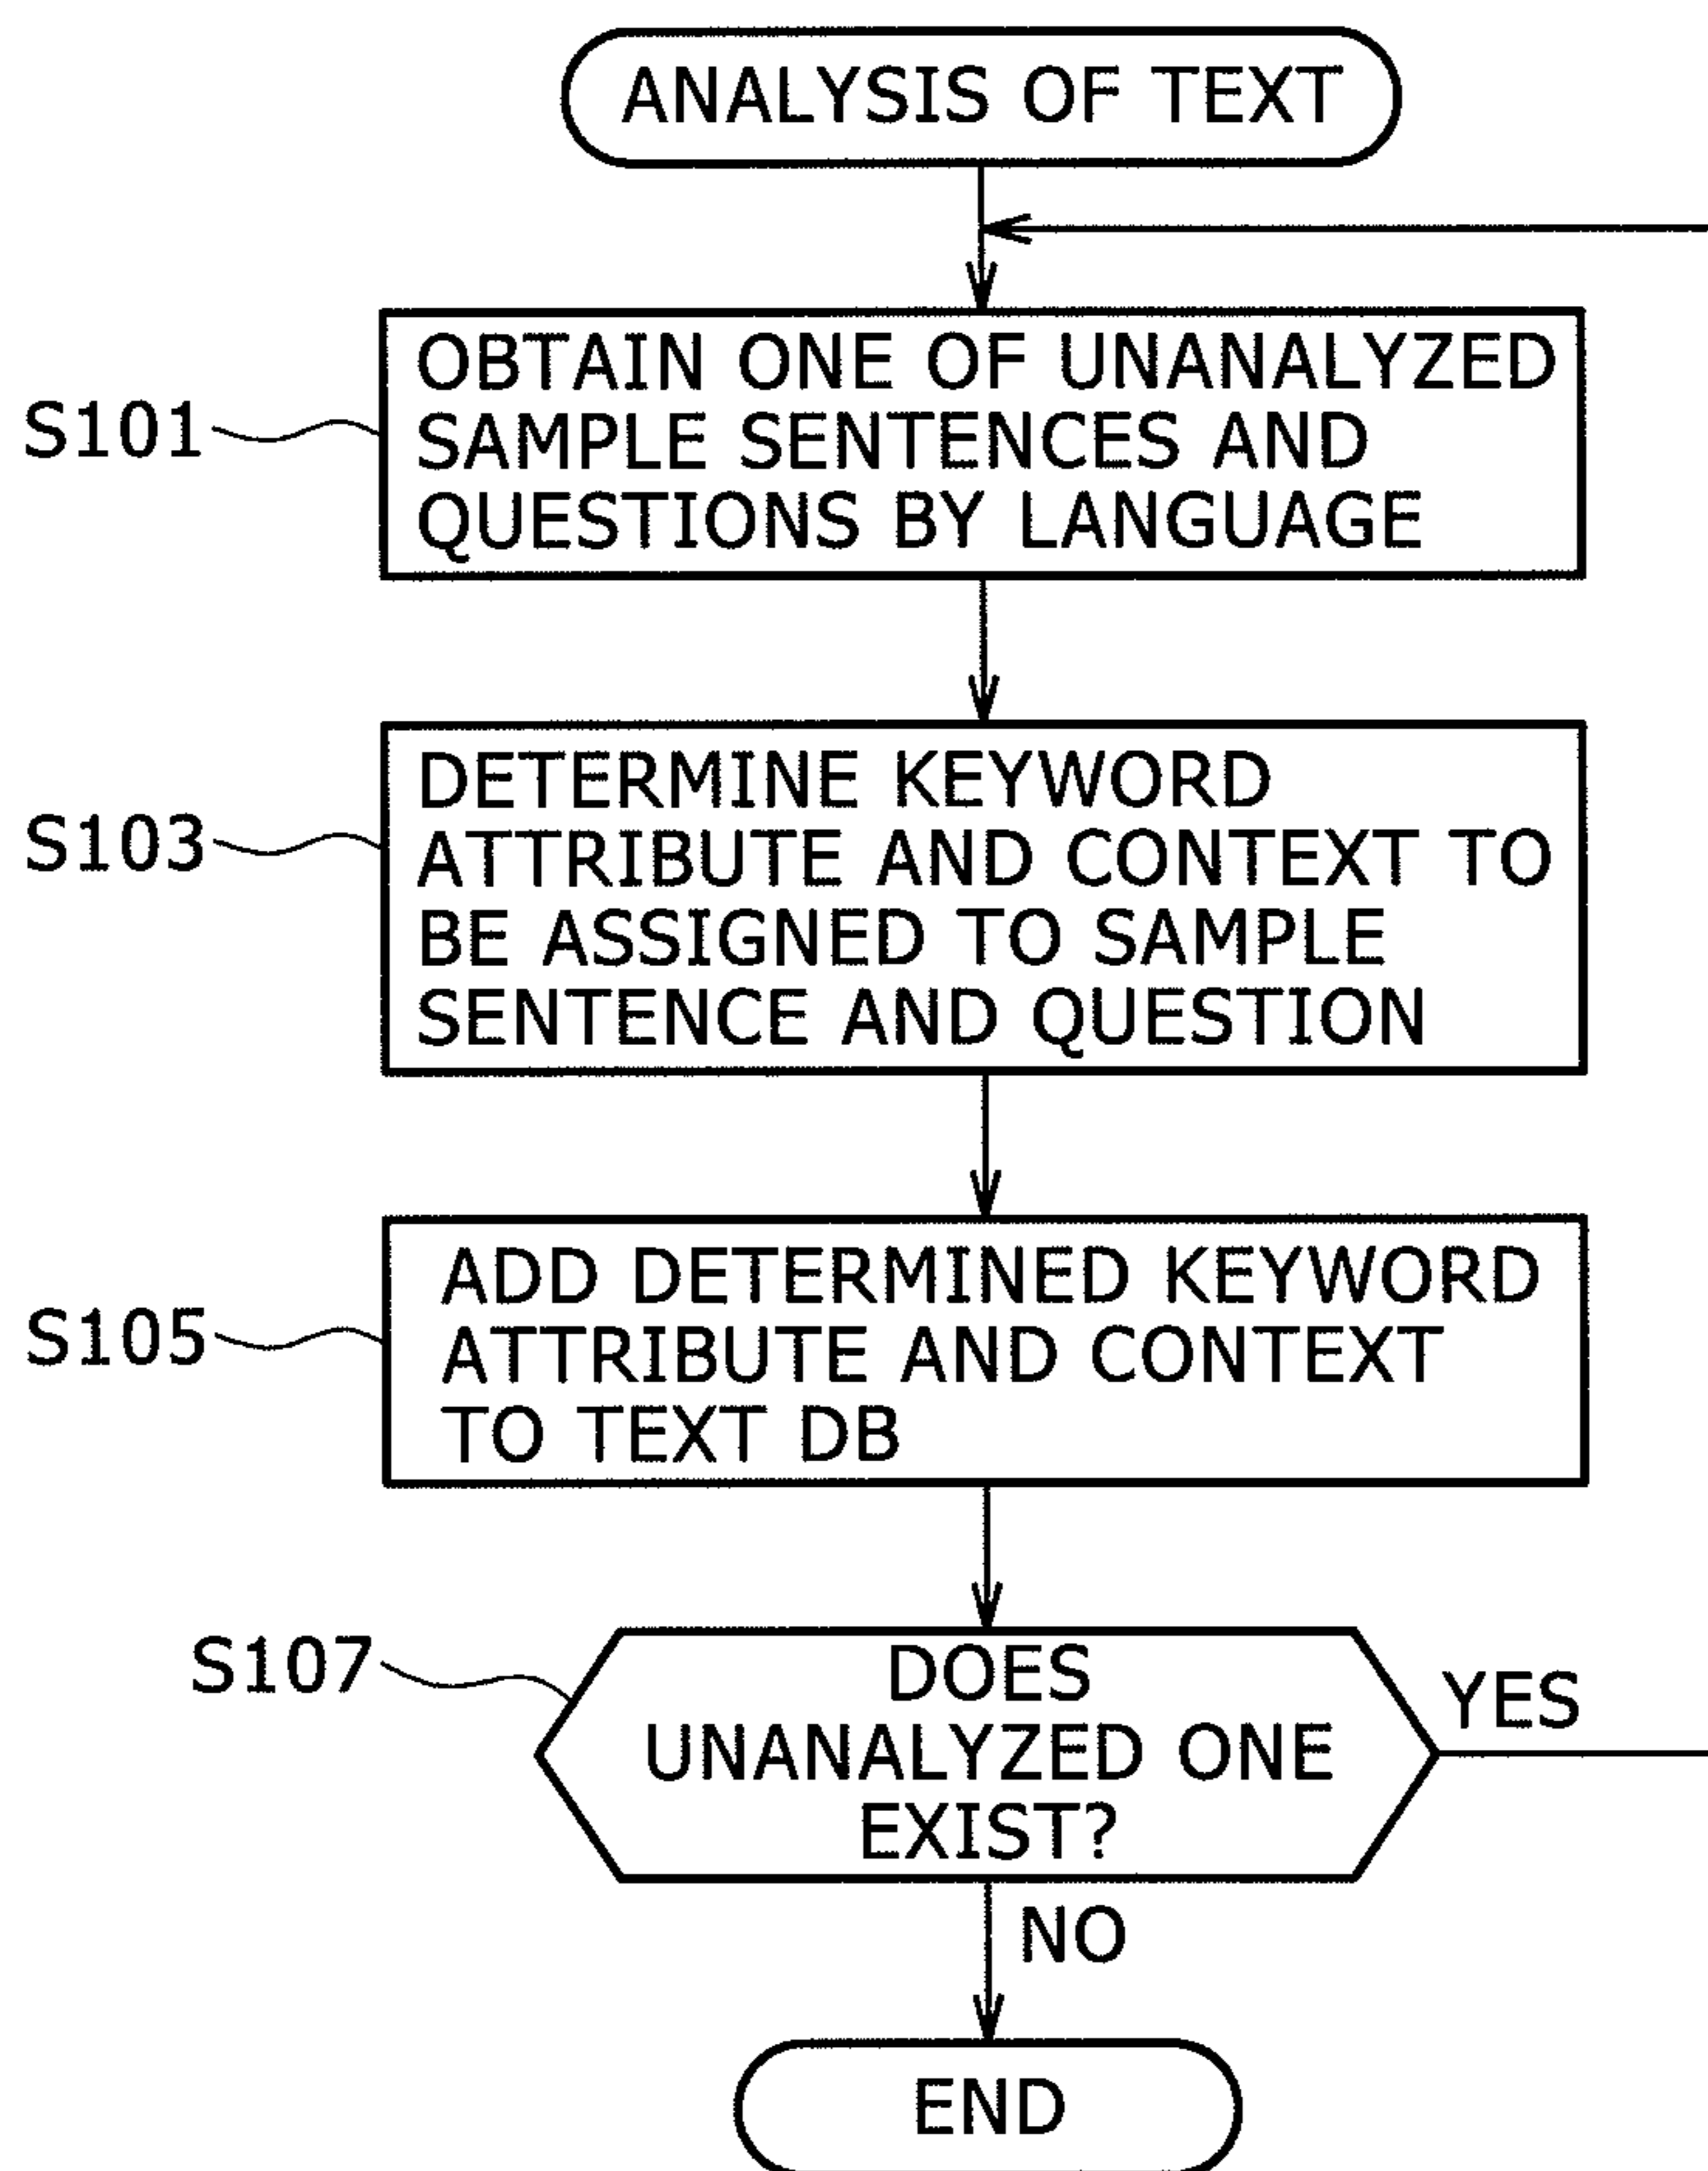 ANALYSIS OF TEXT
S101
OBTAIN ONE OF UNANALYZED
SAMPLE SENTENCES AND
QUESTIONS BY LANGUAGE
S103
DETERMINE KEYWORD
ATTRIBUTE AND CONTEXT TO
BE ASSIGNED TO SAMPLE
SENTENCE AND QUESTION
S105
ADD DETERMINED KEYWORD
ATTRIBUTE AND CONTEXT
TO TEXT DB
S107
DOES
UNANALYZED ONE
EXIST?
YES
NO
END